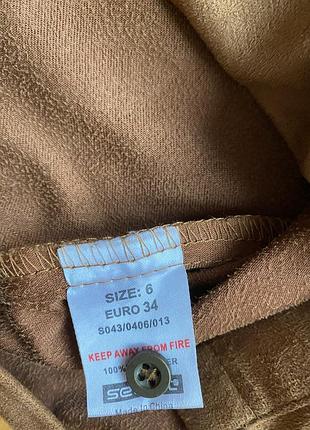 SIZE: 6
EURO 34
S043/0406/013
KEEP AWAY FROM FIRE
100%
Made In China